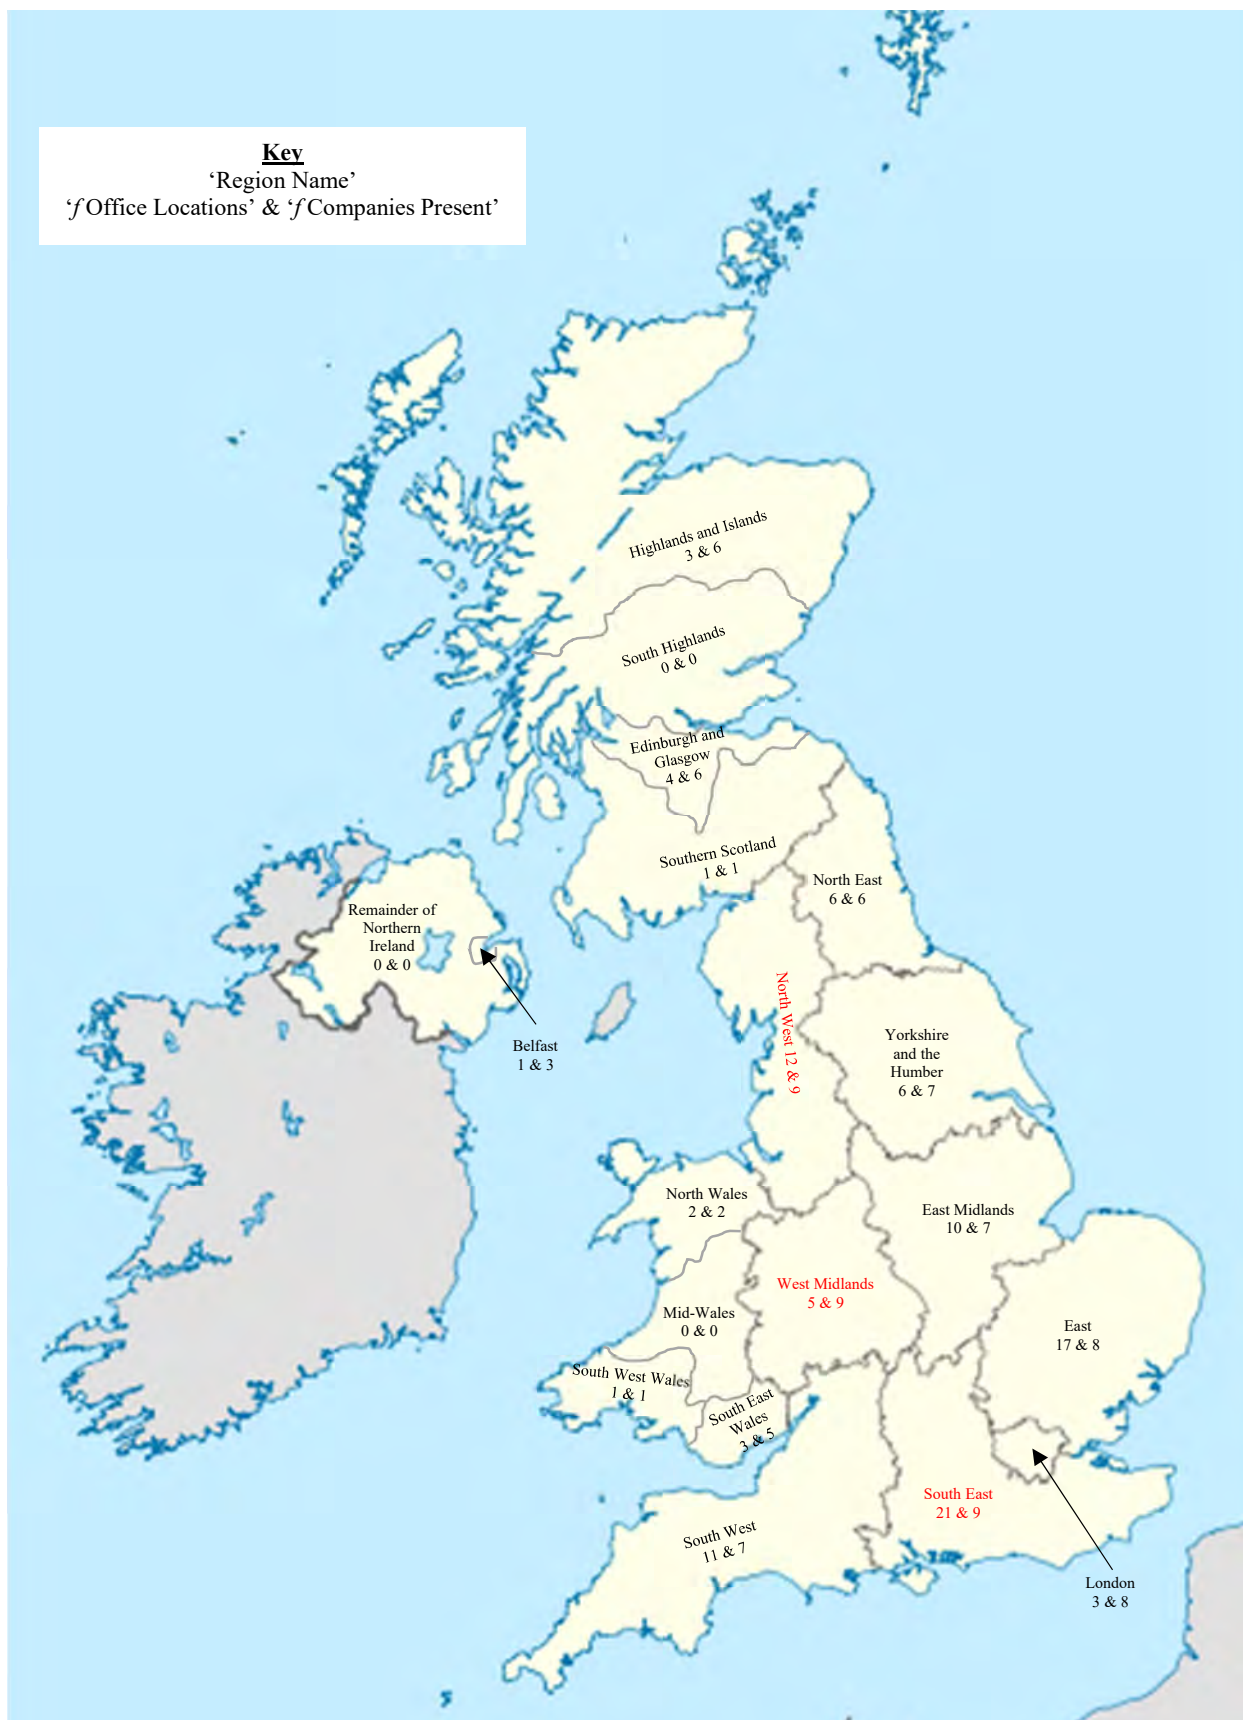 Key
‘Region Name’
‘f Office Locations’ & ‘f Companies Present’
Highlands and Islands
3 & 6
South Highlands
0 & 0
Edinburgh and
Glasgow
4 & 6
Southern Scotland
1 & 1
North East
6 & 6
Remainder of
Northern
Ireland
0 & 0
Belfast
1 & 3
North West 12 & 9
Yorkshire
and the
Humber
6 & 7
North Wales
2 & 2
East Midlands
10 & 7
West Midlands
5 & 9
Mid-Wales
0 & 0
East
17 & 8
South West Wales
1 & 1
South East
Wales
3 & 5
South East
21 & 9
South West
11 & 7
London
3 & 8